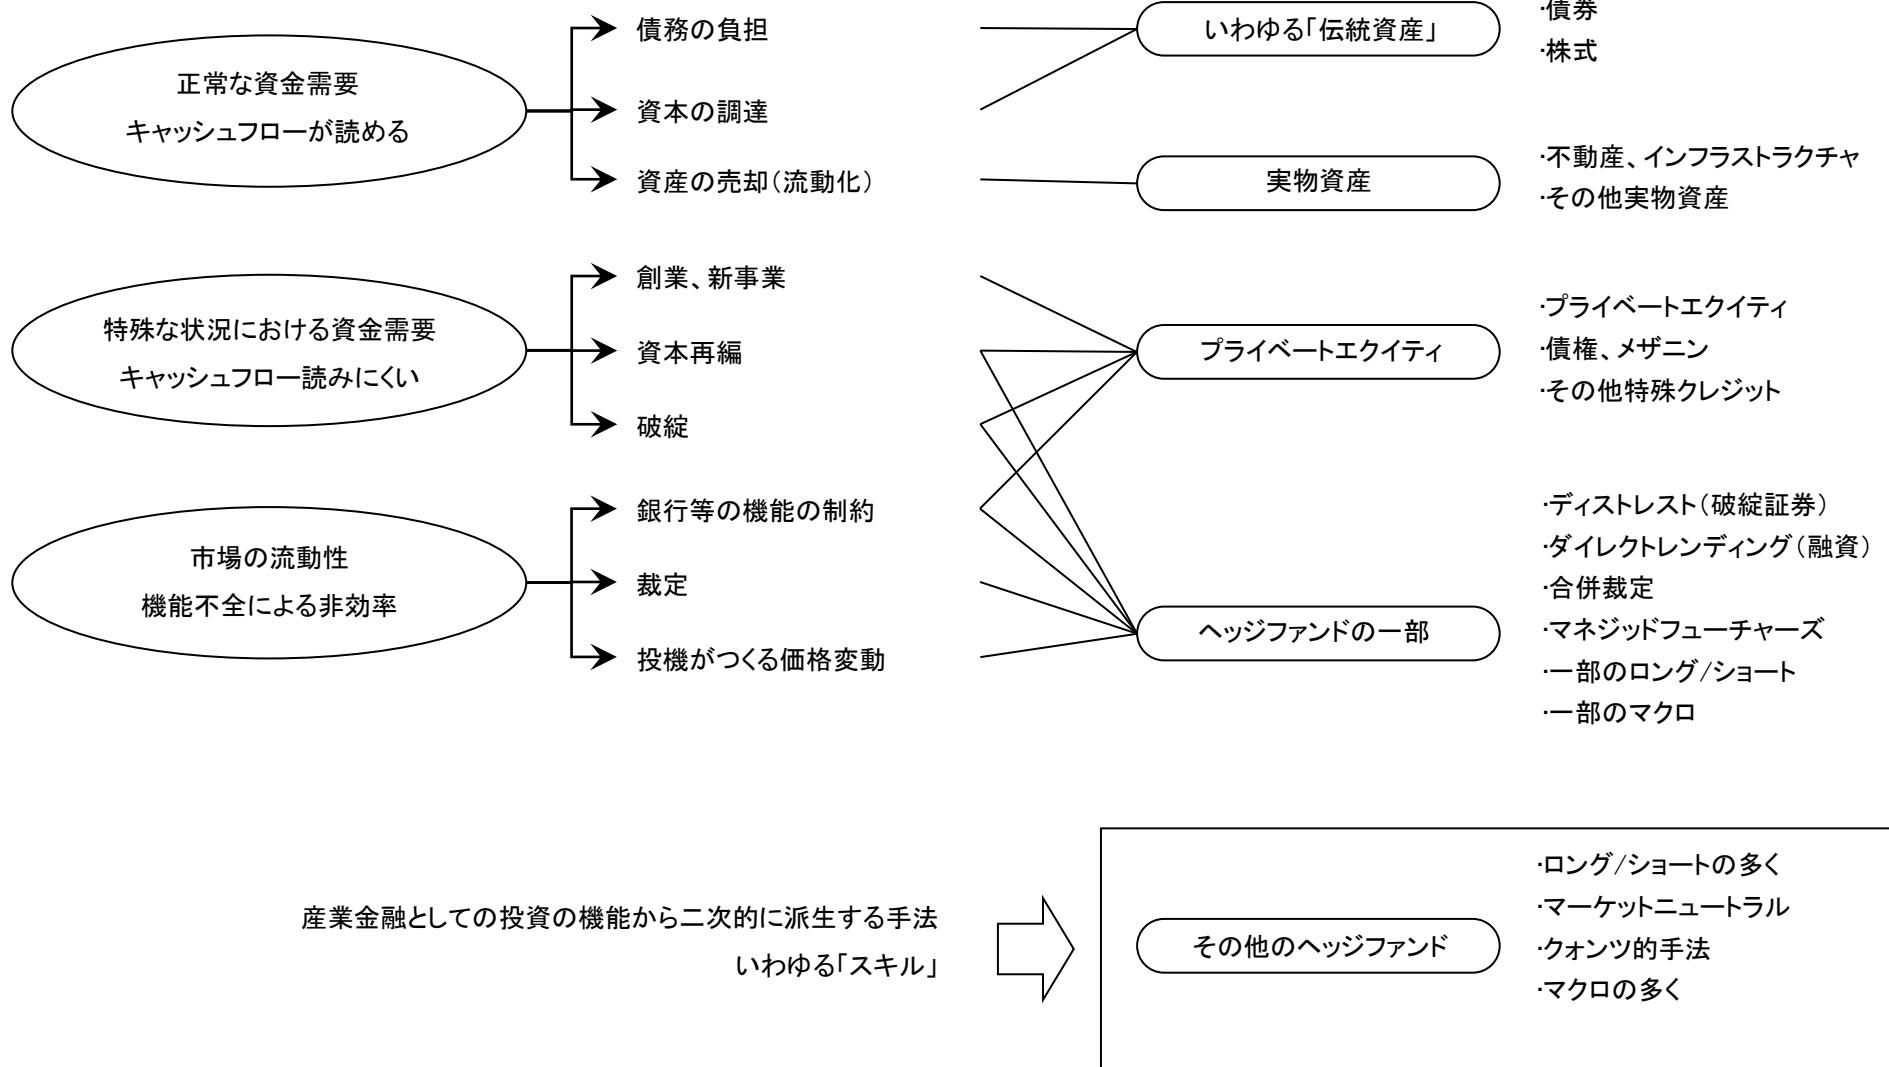 正常な資金需要
キャッシュフローが読める
債務の負担
資本の調達
資産の売却（流動化）
いわゆる「伝統資産」
・債券
・株式
実物資産
・不動産、インフラストラクチャ
・その他実物資産
特殊な状況における資金需要
キャッシュフロー読みにくい
創業、新事業
資本再編
破綻
プライベートエクイティ
・プライベートエクイティ
・債権、メザニン
・その他特殊クレジット
市場の流動性
機能不全による非効率
銀行等の機能の制約
裁定
投機がつくる価格変動
ヘッジファンドの一部
・ディストレスト（破綻証券）
・ダイレクトレンディング（融資）
・合併裁定
・マネジッドフューチャーズ
・一部のロング/ショート
・一部のマクロ
産業金融としての投資の機能から二次的に派生する手法
いわゆる「スキル」
その他のヘッジファンド
・ロング/ショートの多く
・マーケットニュートラル
・クォンツ的手法
・マクロの多く